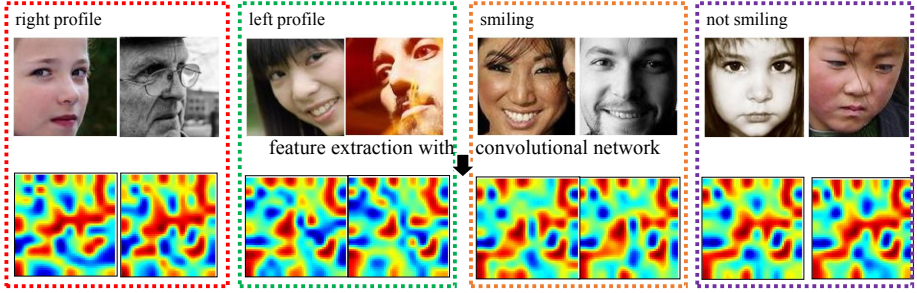 right profile
left profile
smiling
not smiling
feature extraction with convolutional network